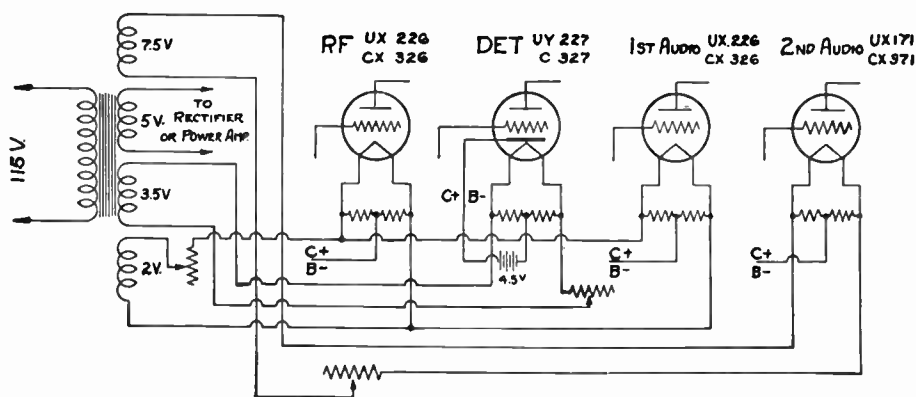 7.5V
RF UX 226
CX 326
DET UY 227
C 327
1ST AUDIO UX.226
CX 326
2ND AUDIO UX171
CX371
115V.
5V.
TO
RECTIFIER
OR POWER AMP.
3.5V
2V.
C+
B-
C+ B-
4.5V
C+
B-
C+
B-